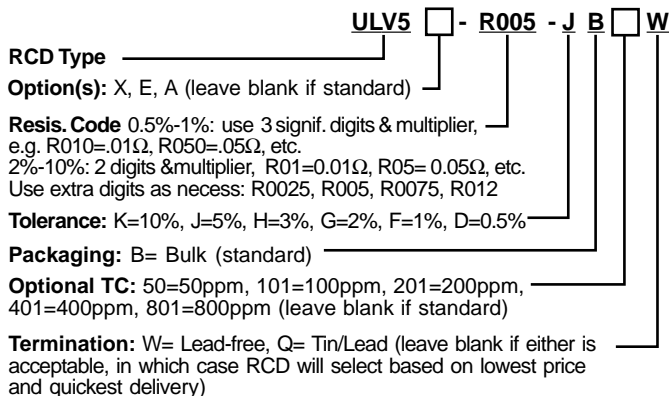 ULV5 □ - R005 - J B □ W
RCD Type
Option(s): X, E, A (leave blank if standard)
Resis. Code 0.5%-1%: use 3 signif. digits & multiplier,
e.g. R010=.01Ω, R050=.05Ω, etc.
2%-10%: 2 digits &multiplier, R01=0.01Ω, R05= 0.05Ω, etc.
Use extra digits as necess: R0025, R005, R0075, R012
Tolerance: K=10%, J=5%, H=3%, G=2%, F=1%, D=0.5%
Packaging: B= Bulk (standard)
Optional TC: 50=50ppm, 101=100ppm, 201=200ppm,
401=400ppm, 801=800ppm (leave blank if standard)
Termination: W= Lead-free, Q= Tin/Lead (leave blank if either is
acceptable, in which case RCD will select based on lowest price
and quickest delivery)